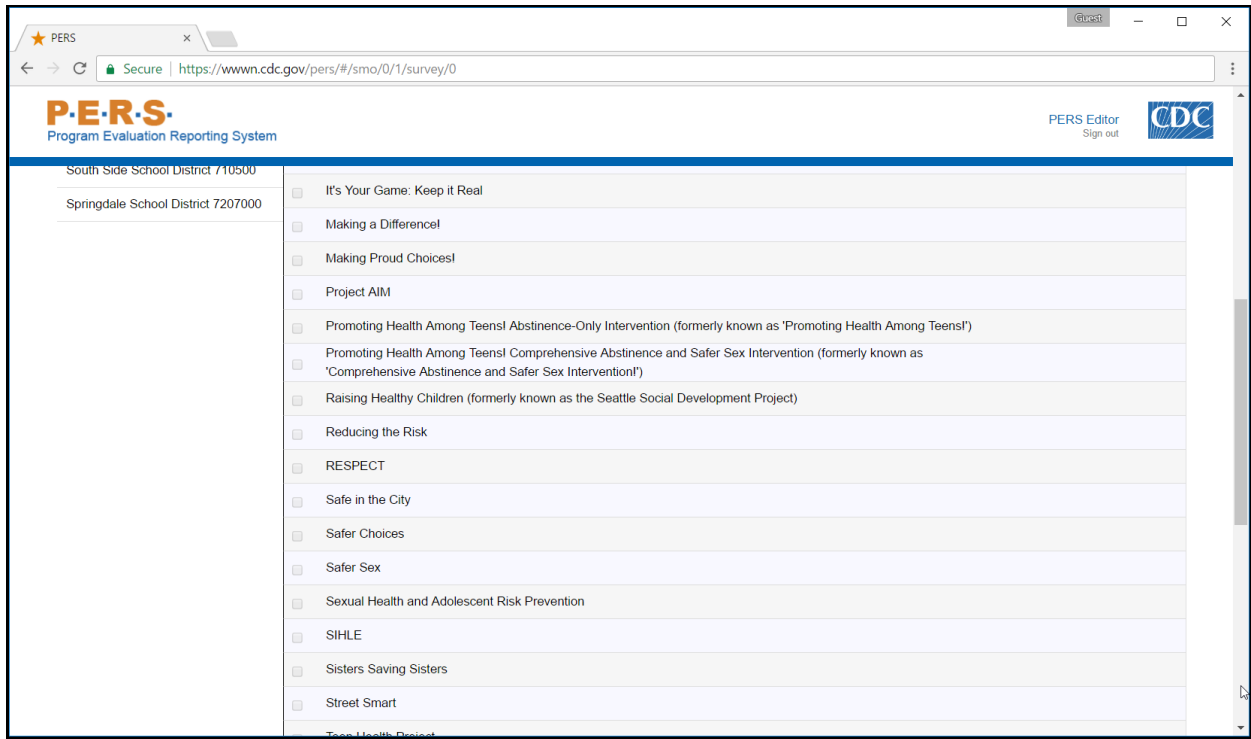 Guest
PERS
Secure | https://wwwn.cdc.gov/pers/#/smo/0/1/survey/0
P·E·R·S·
Program Evaluation Reporting System
PERS Editor
Sign out
CDC
South Side School District 710500
Springdale School District 7207000
It's Your Game: Keep it Real
Making a Difference!
Making Proud Choices!
Project AIM
Promoting Health Among Teens! Abstinence-Only Intervention (formerly known as 'Promoting Health Among Teens!')
Promoting Health Among Teens! Comprehensive Abstinence and Safer Sex Intervention (formerly known as
'Comprehensive Abstinence and Safer Sex Intervention!')
Raising Healthy Children (formerly known as the Seattle Social Development Project)
Reducing the Risk
RESPECT
Safe in the City
Safer Choices
Safer Sex
Sexual Health and Adolescent Risk Prevention
SIHLE
Sisters Saving Sisters
Street Smart
Teen Health Project